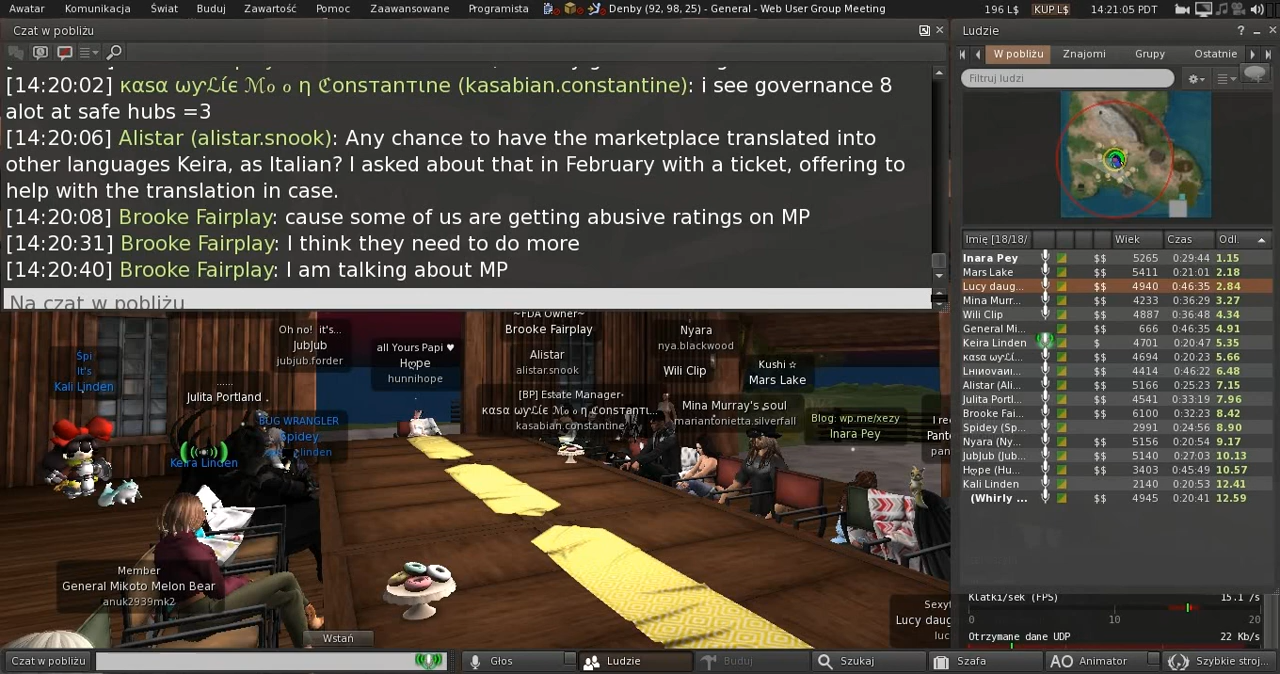 Awatar Komunikacja Świat Buduj Zawartość Pomoc Zaawansowane Programista Denby (92, 98, 25) - General - Web User Group Meeting 196 L$ KUP L$ 14:21:05 PDT
Czat w pobliżu
[14:20:02] καsα ωγℒίє ℳℴ ℴ η ℭonsтanтιne (kasabian.constantine): i see governance 8
alot at safe hubs =3
[14:20:06] Alistar (alistar.snook): Any chance to have the marketplace translated into
other languages Keira, as Italian? I asked about that in February with a ticket, offering to
help with the translation in case.
[14:20:08] Brooke Fairplay: cause some of us are getting abusive ratings on MP
[14:20:31] Brooke Fairplay: I think they need to do more
[14:20:40] Brooke Fairplay: I am talking about MP
Na czat w pobliżu
Ludzie
W pobliżu Znajomi Grupy Ostatnie
Filtruj ludzi
Imię [18/18/ Wiek Czas Odl.
Inara Pey $$ 5265 0:29:44 1.15
Mars Lake $$ 5411 0:21:01 2.18
Lucy daug... $$ 4940 0:46:35 2.84
Mina Murr... $$ 4233 0:36:29 3.27
Wili Clip $$ 4887 0:36:48 4.34
General Mi... $$ 666 0:46:35 4.91
Keira Linden $ 4701 0:20:47 5.35
καsα ωγℒί... $$ 4694 0:20:23 5.66
$$ 4414 0:46:22 6.48
Alistar (Ali... $$ 5166 0:25:23 7.15
Julita Portl... $$ 4541 0:33:19 7.96
Brooke Fai... $$ 6100 0:32:23 8.42
Spidey (Sp... 2991 0:24:56 8.90
Nyara (Ny... $$ 5156 0:20:54 9.17
JubJub (Jub... $$ 5140 0:27:03 10.13
Hღpe (Hu... $$ 3403 0:45:49 10.57
Kali Linden 2140 0:20:53 12.41
(Whirly ... $$ 4945 0:20:41 12.59
Klatki/sek (FPS) 15.1 /s
0 10 20
Otrzymane dane UDP 22 Kb/s
~FDA Owner~
Brooke Fairplay
Oh no! it's...
JubJub
jubjub.forder
all Yours Papi ♥
Hღpe
hunnihope
Alistar
alistar.snook
Nyara
nya.blackwood
Wili Clip
Kushi ☆
Mars Lake
Śpi
It's
Kali Linden
......
Julita Portland .
[BP] Estate Manager-
καsα ωγℒίє ℳℴ ℴ η ℭonsтanтι...
kasabian.constantine
Mina Murray's soul
mariantonietta.silverfall
Blog: wp.me/xezy
Inara Pey
BUG WRANGLER
Spidey
linden
Keira Linden
Member
General Mikoto Melon Bear
anuk2939mk2
Wstań
Lucy daug
luc
Czat w pobliżu Głos Ludzie Buduj Szukaj Szafa AO Animator Szybkie stroj...